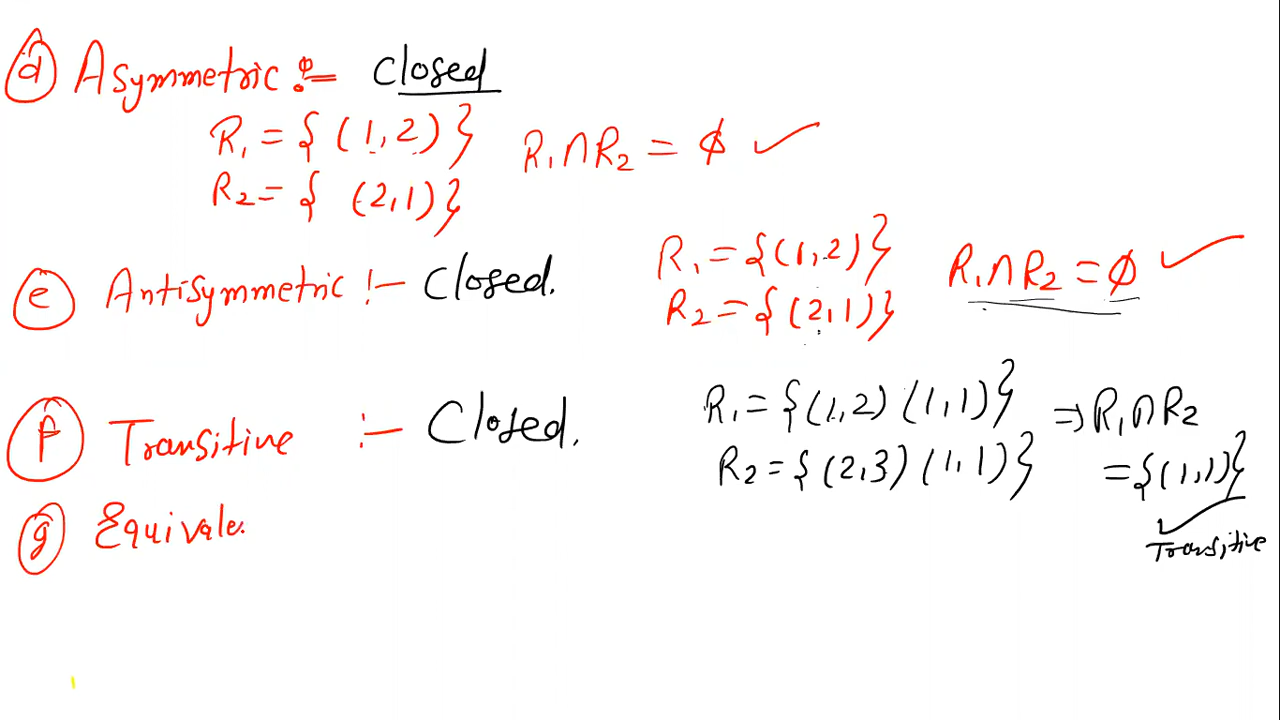 d Asymmetric :- Closed
R₁ = { (1,2) } R₁∩R₂ = ϕ ✓
R₂ = { (2,1) }
e Antisymmetric :- Closed. R₁ = {(1,2)} R₁∩R₂ = ϕ ✓
R₂ = {(2,1)}
f Transitive :- Closed. R₁ = {(1,2) (1,1)} ⇒ R₁∩R₂
R₂ = {(2,3) (1,1)} = {(1,1)}
g Equivale.
✓
Transitive